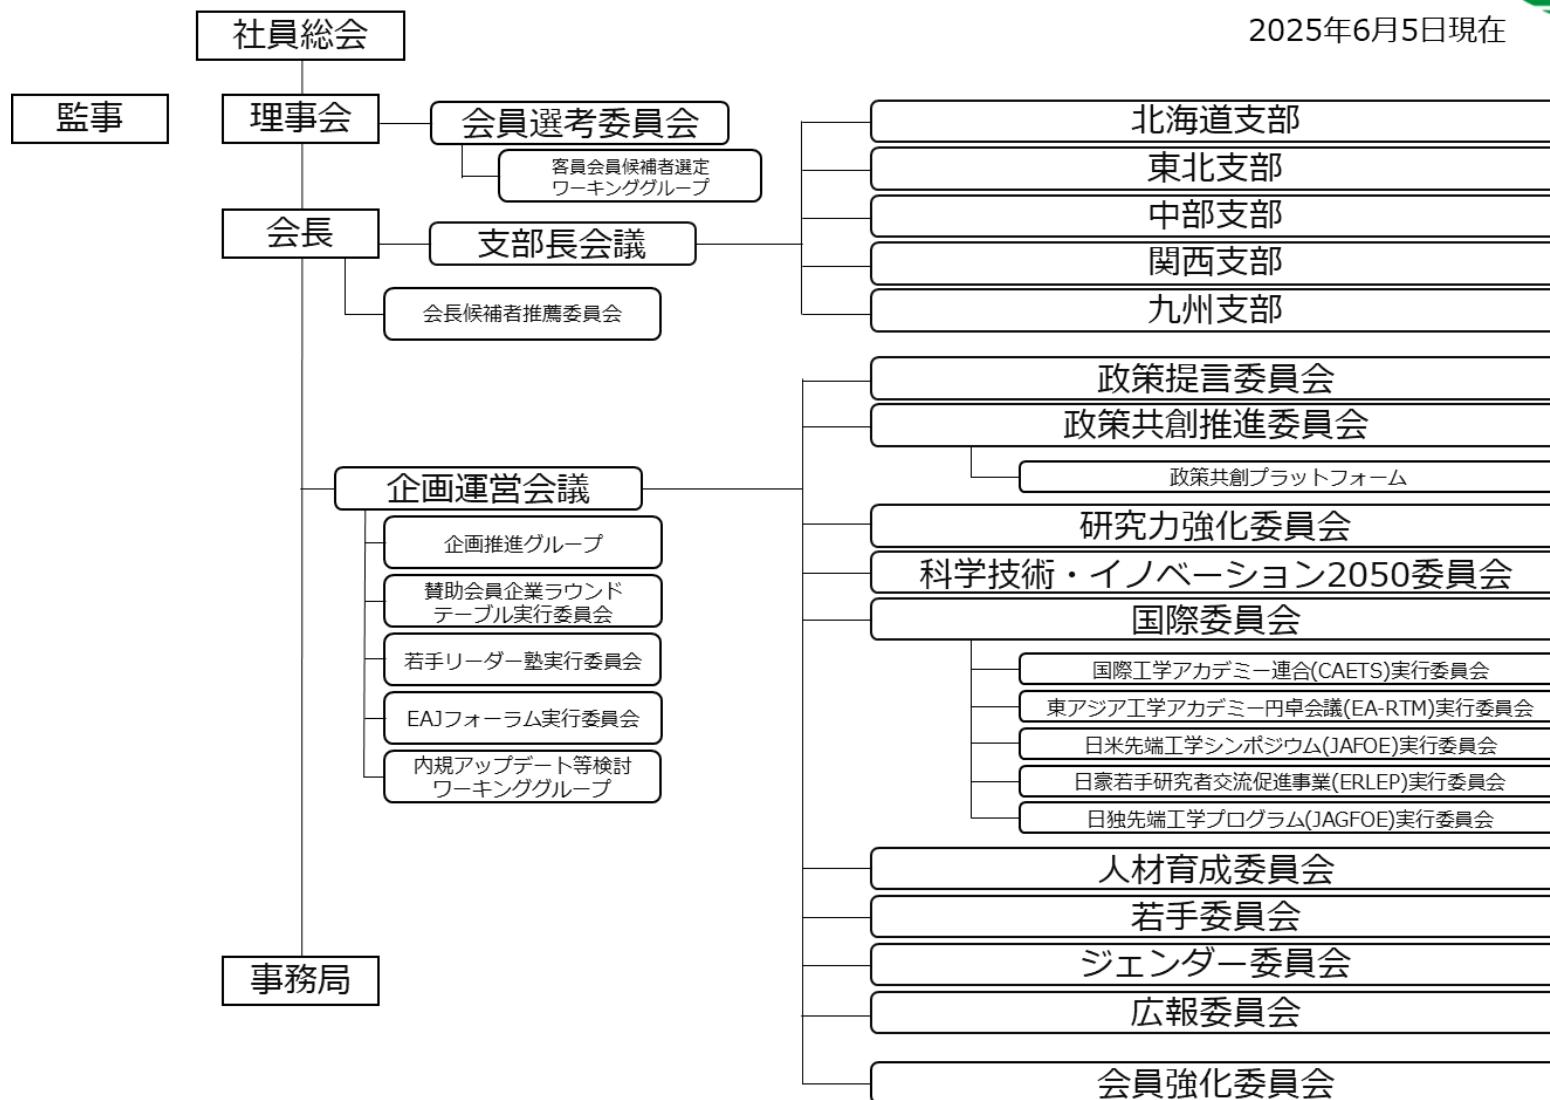 2025年6月5日現在
社員総会
監事
理事会
会員選考委員会
客員会員候補者選定
ワーキンググループ
会長
支部長会議
会長候補者推薦委員会
北海道支部
東北支部
中部支部
関西支部
九州支部
企画運営会議
企画推進グループ
賛助会員企業ラウンド
テーブル実行委員会
若手リーダー塾実行委員会
EAJフォーラム実行委員会
内規アップデート等検討
ワーキンググループ
政策提言委員会
政策共創推進委員会
政策共創プラットフォーム
研究力強化委員会
科学技術・イノベーション2050委員会
国際委員会
国際工学アカデミー連合(CAETS)実行委員会
東アジア工学アカデミー円卓会議(EA-RTM)実行委員会
日米先端工学シンポジウム(JAFOE)実行委員会
日豪若手研究者交流促進事業(ERLEP)実行委員会
日独先端工学プログラム(JAGFOE)実行委員会
人材育成委員会
若手委員会
ジェンダー委員会
広報委員会
会員強化委員会
事務局